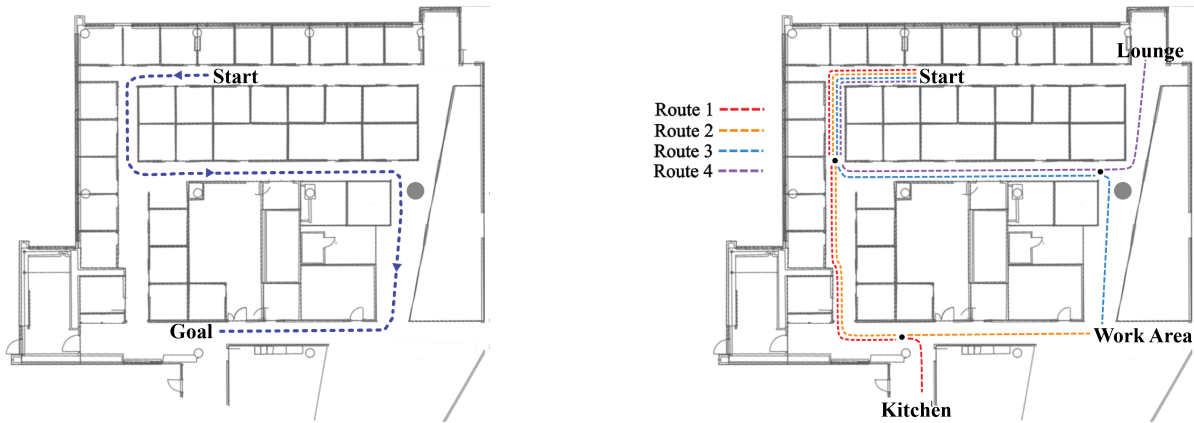 Start
Goal
Lounge
Start
Route 1
Route 2
Route 3
Route 4
Work Area
Kitchen